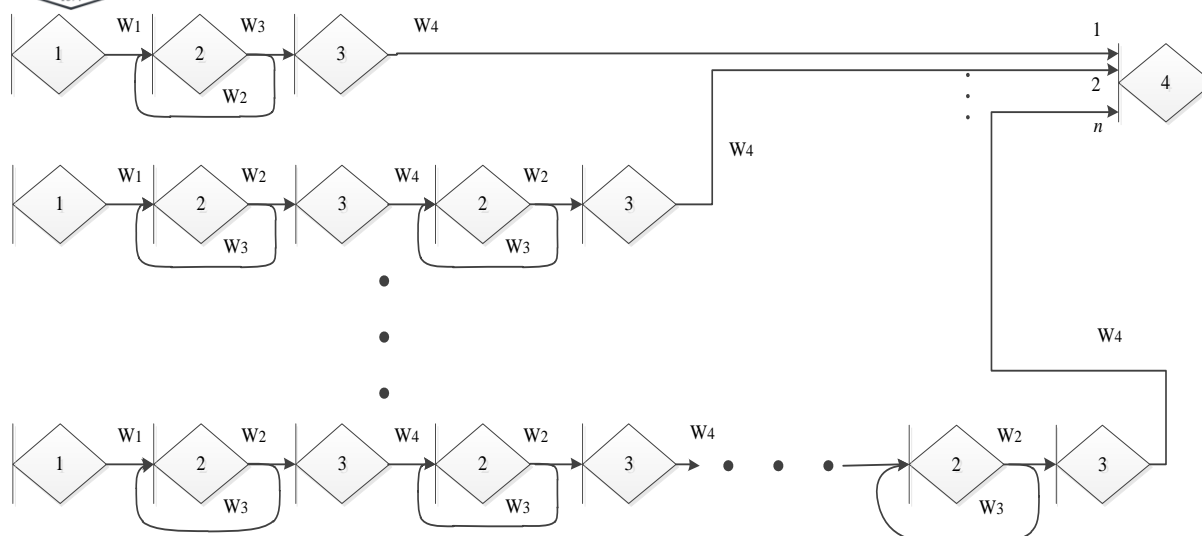 W1 W3 W4 1
1 2 3 4
W2 2
n
W4
W1 W2 W4 W2
1 2 3 2 3
W3 W3
W4
W1 W2 W4 W2 W4 W2
1 2 3 2 3 2 3
W3 W3 W3